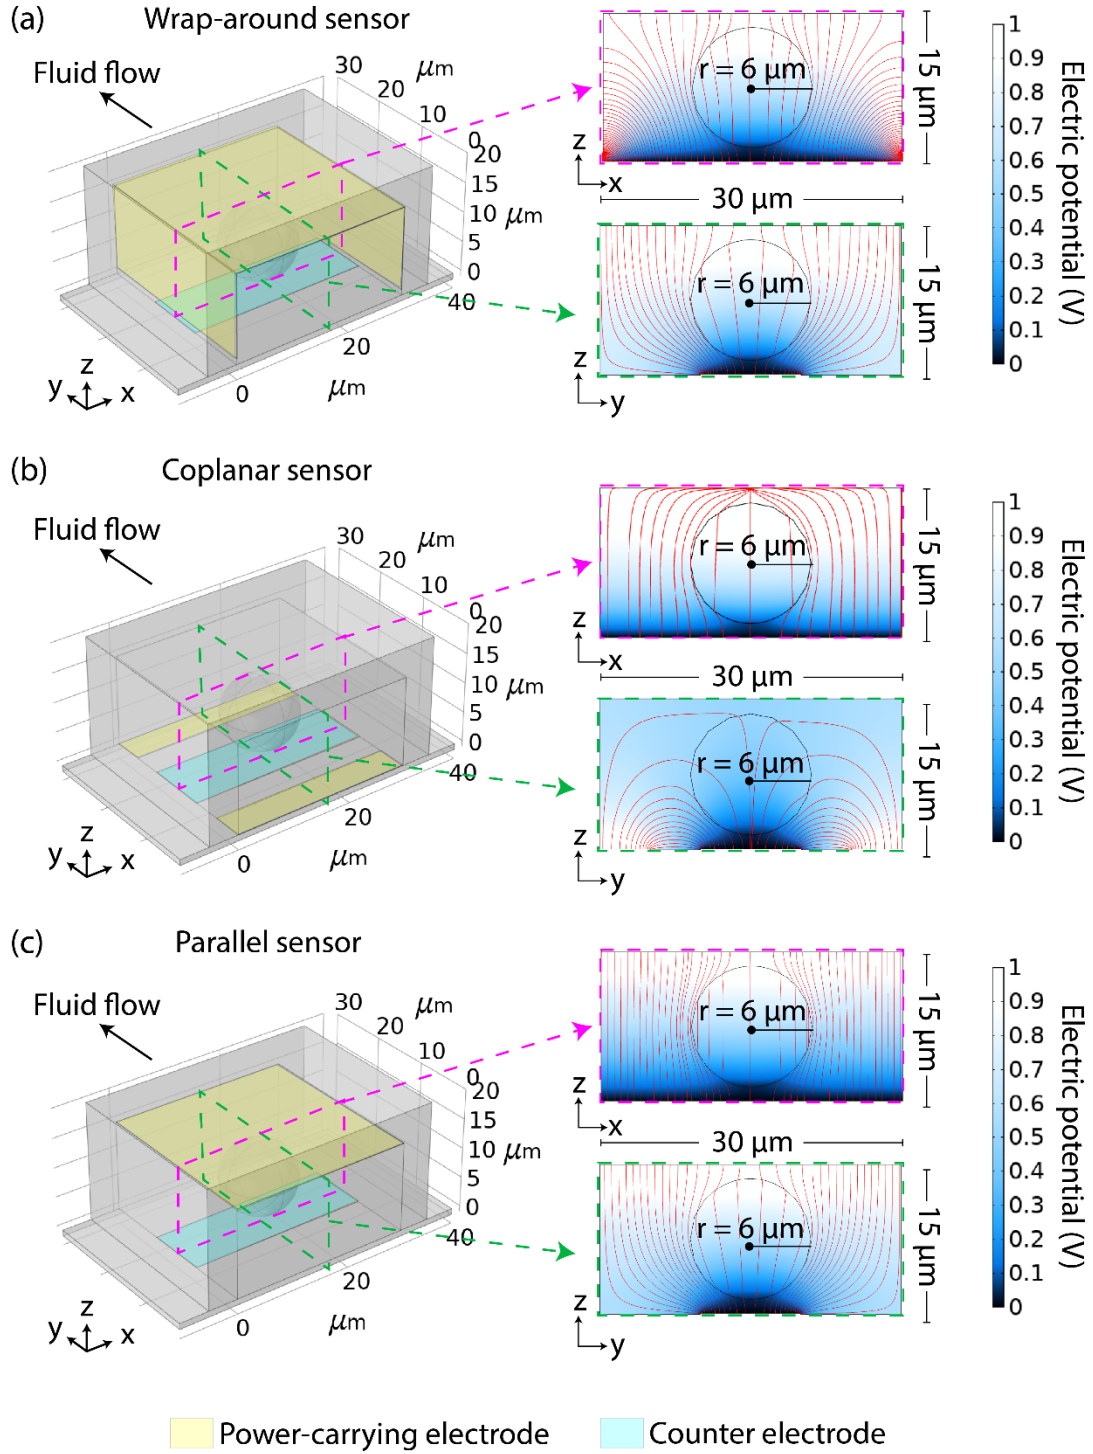 (a)
Wrap-around sensor
Fluid flow
30
μm
20
10
0
20
15
10 μm
5
0
40
20
μm
0
z
y x
r = 6 μm
15 μm
z
x
30 μm
r = 6 μm
15 μm
z
y
1
0.9
0.8
0.7
0.6
0.5
0.4
0.3
0.2
0.1
0
Electric potential (V)
(b)
Coplanar sensor
Fluid flow
30
μm
20
10
0
20
15
10 μm
5
0
40
20
μm
0
z
y x
r = 6 μm
15 μm
z
x
30 μm
r = 6 μm
15 μm
z
y
1
0.9
0.8
0.7
0.6
0.5
0.4
0.3
0.2
0.1
0
Electric potential (V)
(c)
Parallel sensor
Fluid flow
30
μm
20
10
0
20
15
10 μm
5
0
40
20
μm
0
z
y x
r = 6 μm
15 μm
z
x
30 μm
r = 6 μm
15 μm
z
y
1
0.9
0.8
0.7
0.6
0.5
0.4
0.3
0.2
0.1
0
Electric potential (V)
Power-carrying electrode
Counter electrode